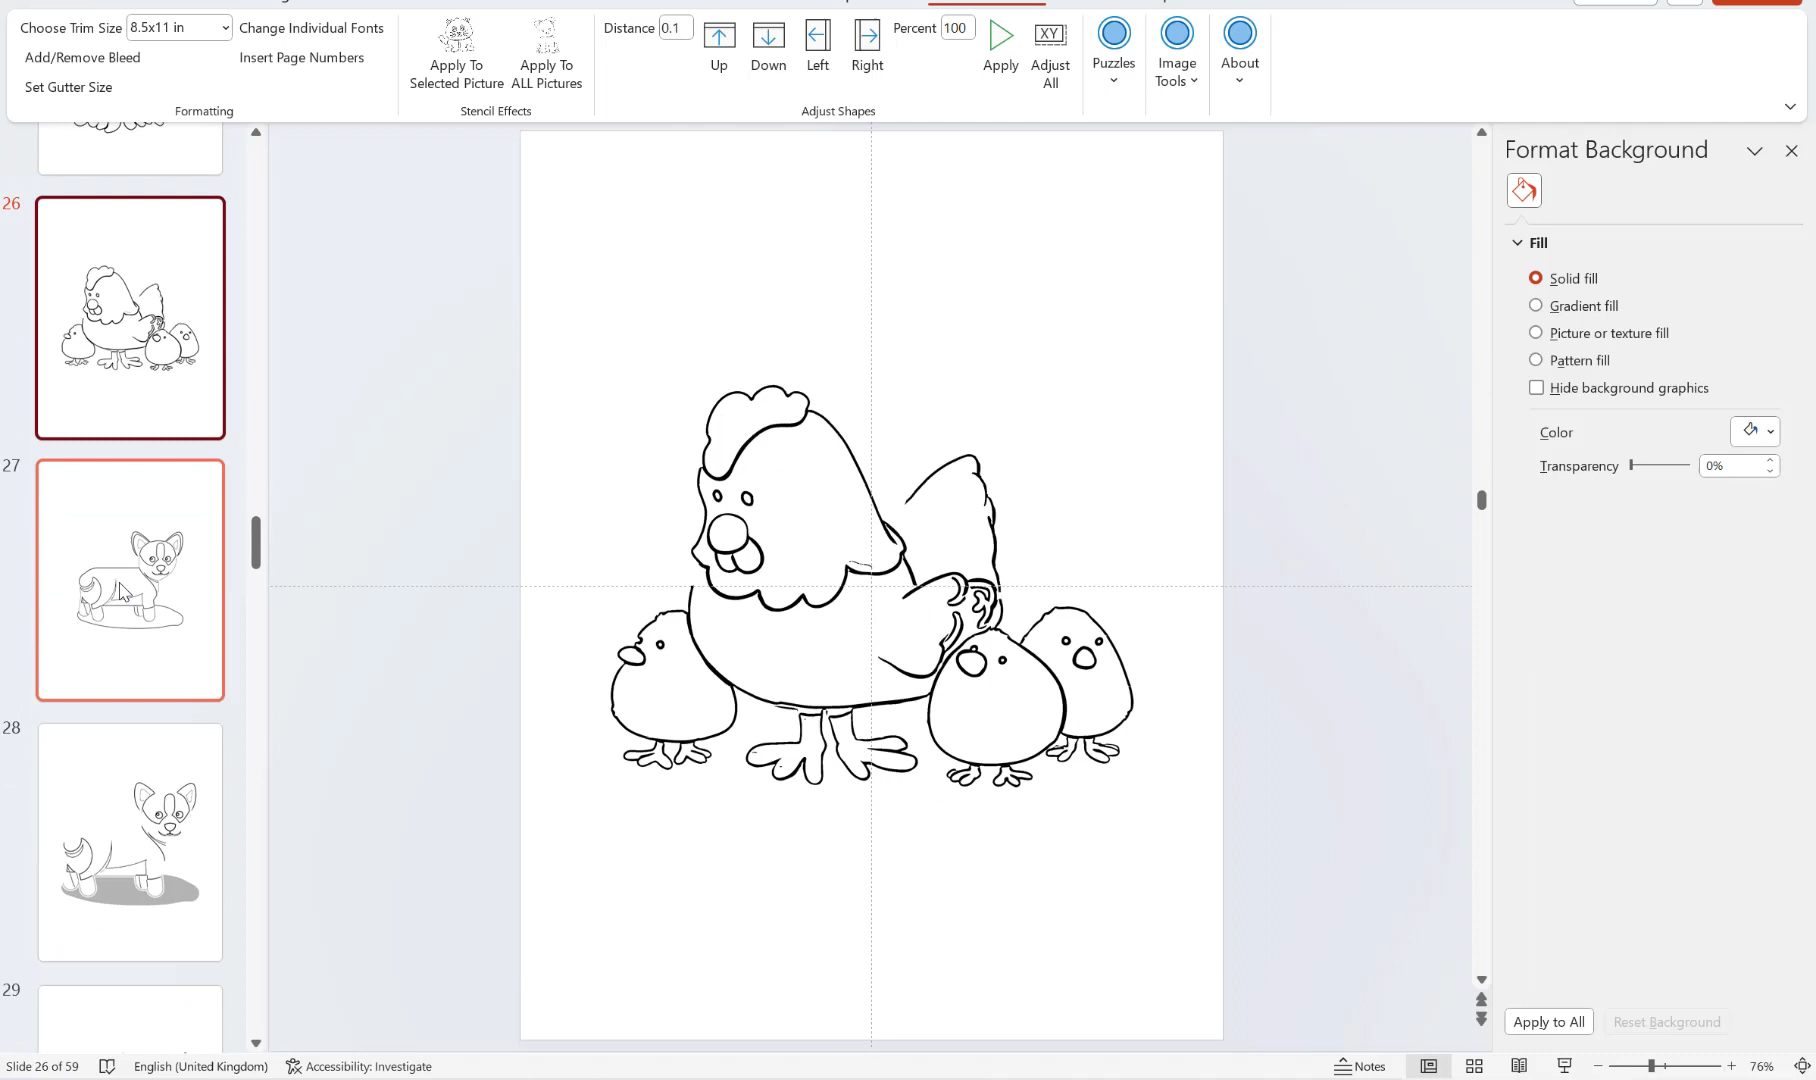 Choose Trim Size 8.5x11 in
Change Individual Fonts
Add/Remove Bleed
Insert Page Numbers
Set Gutter Size
Formatting
Apply To
Selected Picture
Apply To
ALL Pictures
Stencil Effects
Distance 0.1
Up
Down
Left
Right
Percent 100
Apply
XY
Adjust
All
Adjust Shapes
Puzzles
Image
Tools
About
26
27
28
29
Format Background
Fill
Solid fill
Gradient fill
Picture or texture fill
Pattern fill
Hide background graphics
Color
Transparency 0%
Apply to All
Reset Background
Slide 26 of 59
English (United Kingdom)
Accessibility: Investigate
Notes
76%